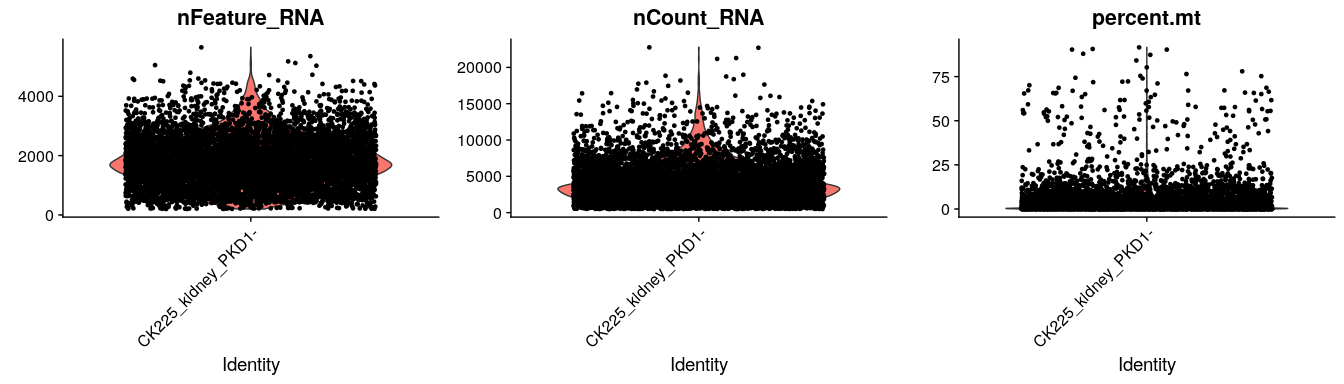 nFeature_RNA
4000
2000
0
CK225_kidney_PKD1-
Identity
nCount_RNA
20000
15000
10000
5000
0
CK225_kidney_PKD1-
Identity
percent.mt
75
50
25
0
CK225_kidney_PKD1-
Identity